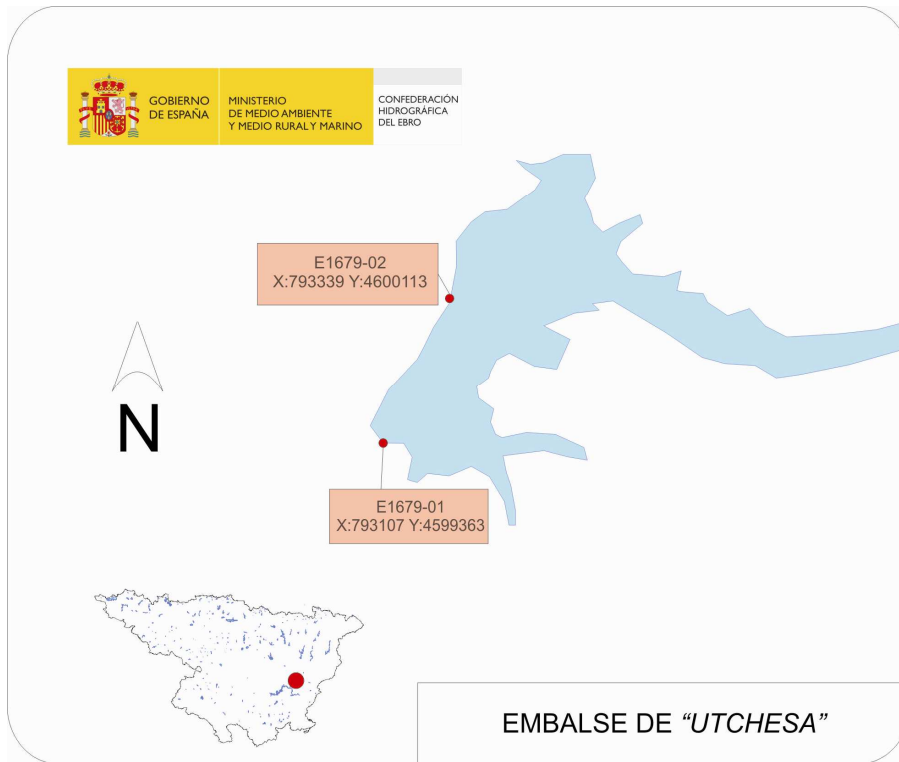 GOBIERNO
DE ESPAÑA
MINISTERIO
DE MEDIO AMBIENTE
Y MEDIO RURAL Y MARINO
CONFEDERACIÓN
HIDROGRÁFICA
DEL EBRO
E1679-02
X:793339 Y:4600113
N
E1679-01
X:793107 Y:4599363
EMBALSE DE “UTCHESA”